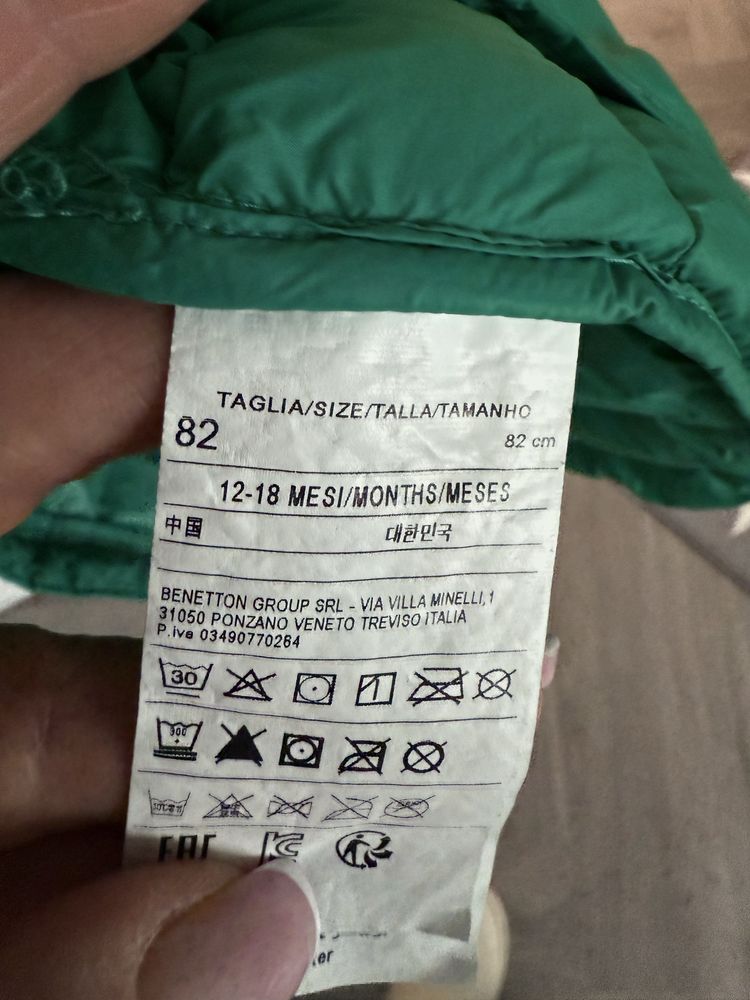 TAGLIA/SIZE/TALLA/TAMANHO
82 82 cm
12-18 MESI/MONTHS/MESES
中国 대한민국
BENETTON GROUP SRL - VIA VILLA MINELLI,1
31050 PONZANO VENETO TREVISO ITALIA
P.iva 03490770264
30
EAC